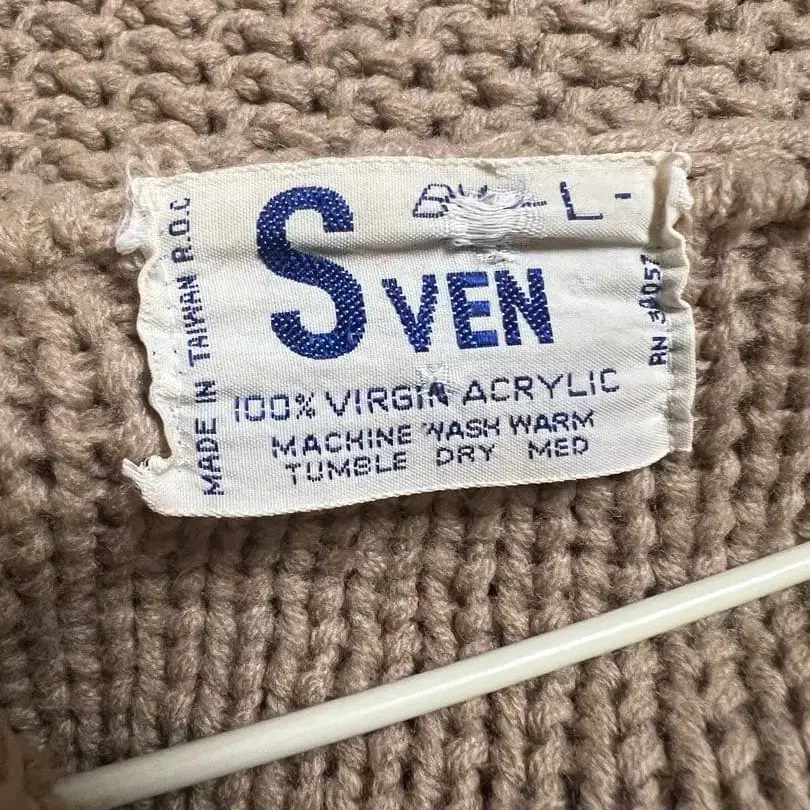 L
SVEN
100% VIRGIN ACRYLIC
MACHINE WASH WARM
TUMBLE DRY MED
MADE IN TAIWAN R.O.C
RN